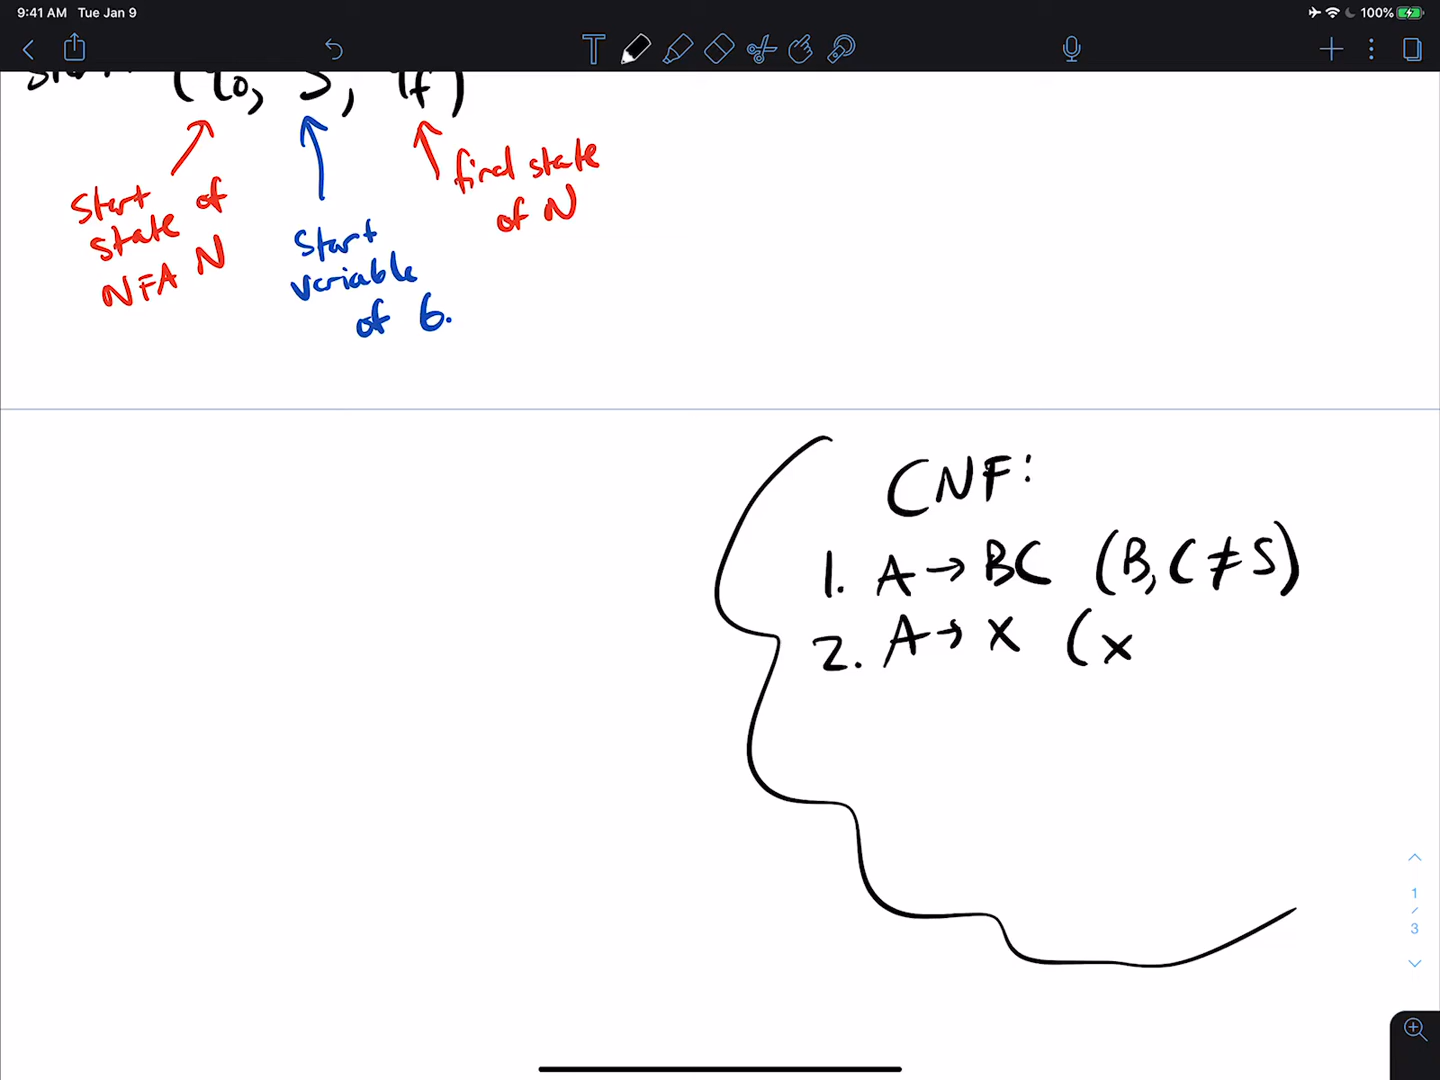 9:41 AM Tue Jan 9
100%
(q0, S, qf)
Start
state of
NFA N
Start
variable
of G.
final state
of N
CNF:
1. A → BC (B, C ≠ S)
2. A → x (x
1
/
3